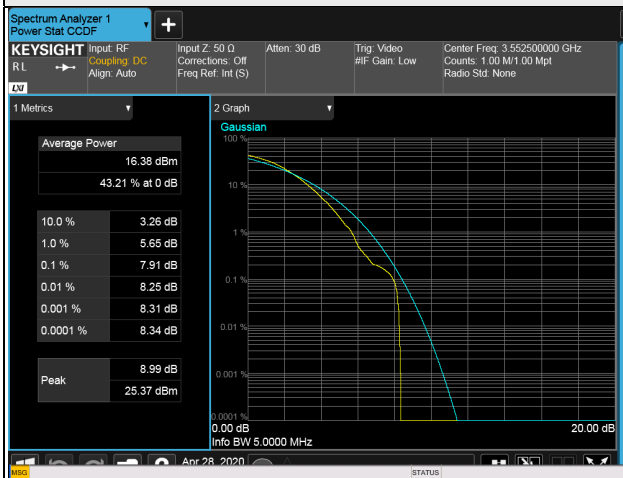 Spectrum Analyzer 1
Power Stat CCDF
KEYSIGHT
R L
LXI
Input: RF
Coupling: DC
Align: Auto
Input Z: 50 Ω
Corrections: Off
Freq Ref: Int (S)
Atten: 30 dB
Trig: Video
#IF Gain: Low
Center Freq: 3.552500000 GHz
Counts: 1.00 M/1.00 Mpt
Radio Std: None
1 Metrics
Average Power
16.38 dBm
43.21 % at 0 dB
10.0 % 3.26 dB
1.0 % 5.65 dB
0.1 % 7.91 dB
0.01 % 8.25 dB
0.001 % 8.31 dB
0.0001 % 8.34 dB
Peak 8.99 dB
25.37 dBm
2 Graph
Gaussian
100 %
10 %
1 %
0.1 %
0.01 %
0.001 %
0.0001 %
0.00 dB 20.00 dB
Info BW 5.0000 MHz
Apr 28, 2020
MSG STATUS